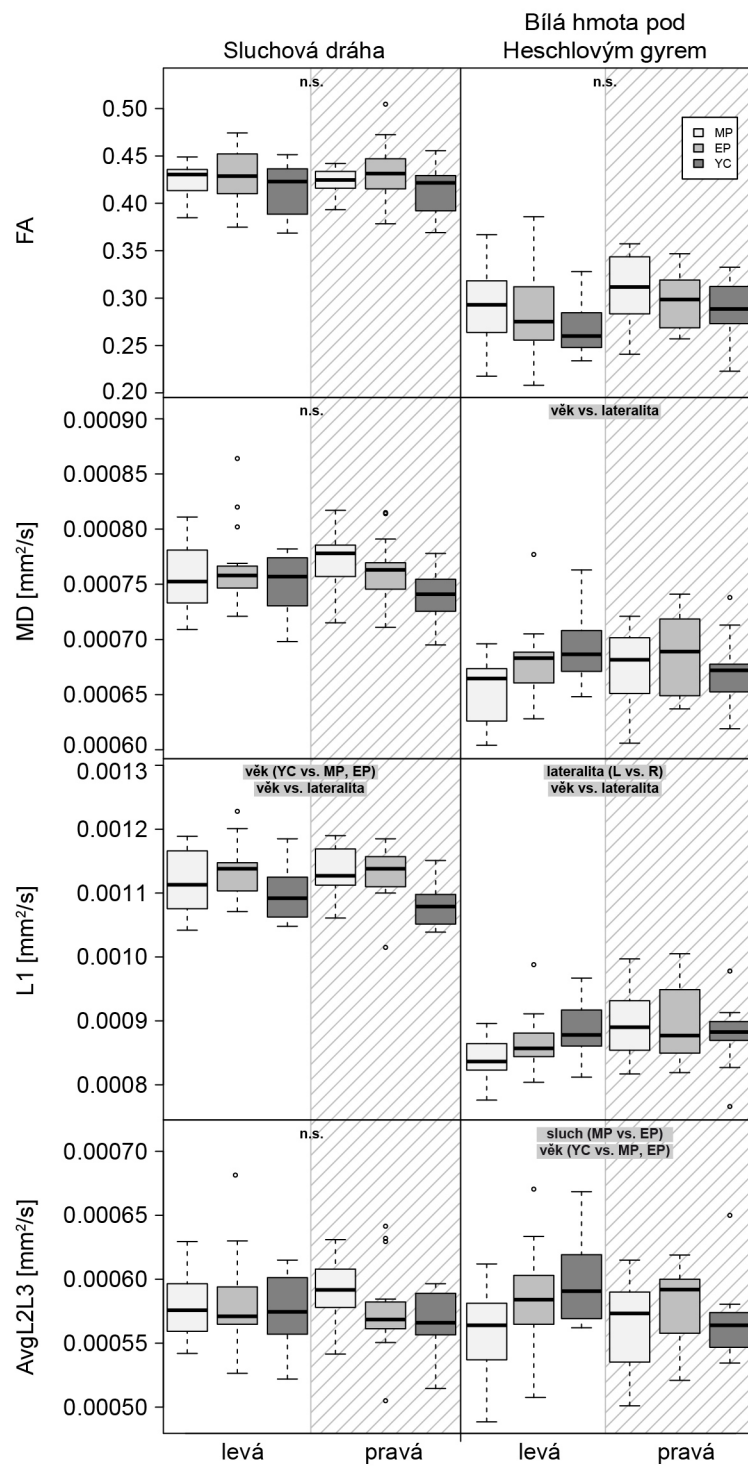 Sluchová dráha
Bílá hmota pod
Heschlovým gyrem
FA
0.50
0.45
0.40
0.35
0.30
0.25
0.20
n.s.
n.s.
MP
EP
YC
MD [mm²/s]
0.00090
0.00085
0.00080
0.00075
0.00070
0.00065
0.00060
n.s.
věk vs. lateralita
L1 [mm²/s]
0.0013
0.0012
0.0011
0.0010
0.0009
0.0008
věk (YC vs. MP, EP)
věk vs. lateralita
lateralita (L vs. R)
věk vs. lateralita
AvgL2L3 [mm²/s]
0.00070
0.00065
0.00060
0.00055
0.00050
n.s.
sluch (MP vs. EP)
věk (YC vs. MP, EP)
levá
pravá
levá
pravá